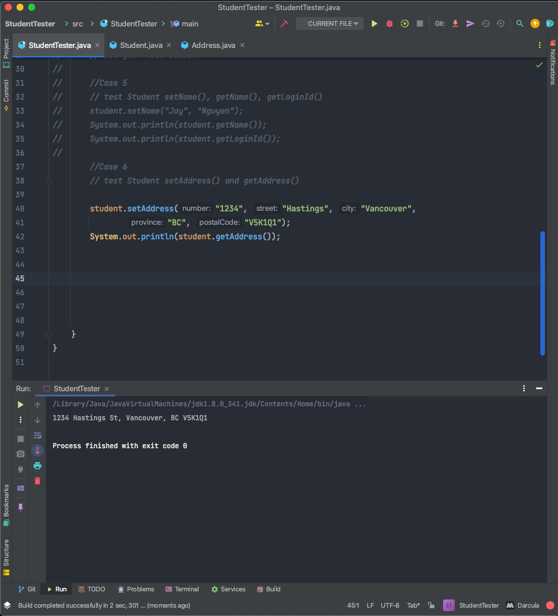 StudentTester – StudentTester.java
StudentTester
src
StudentTester
main
CURRENT FILE
Git:
StudentTester.java
Student.java
Address.java
Project
Commit
Notifications
30 //
31 // //Case 5
32 // // test Student setName(), getName(), getLoginId()
33 // student.setName("Jay", "Nguyen");
34 // System.out.println(student.getName());
35 // System.out.println(student.getLoginId());
36 //
37 //Case 6
38 // test Student setAddress() and getAddress()
39
40 student.setAddress( number: "1234", street: "Hastings", city: "Vancouver",
41 province: "BC", postalCode: "V5K1Q1");
42 System.out.println(student.getAddress());
43
44
45
46
47
48
49 }
50 }
51
Run:
StudentTester
/Library/Java/JavaVirtualMachines/jdk1.8.0_341.jdk/Contents/Home/bin/java ...
1234 Hastings St, Vancouver, BC V5K1Q1
Process finished with exit code 0
Bookmarks
Structure
Git
Run
TODO
Problems
Terminal
Services
Build
Build completed successfully in 2 sec, 301 ... (moments ago)
45:1
LF
UTF-8
Tab*
StudentTester
Darcula